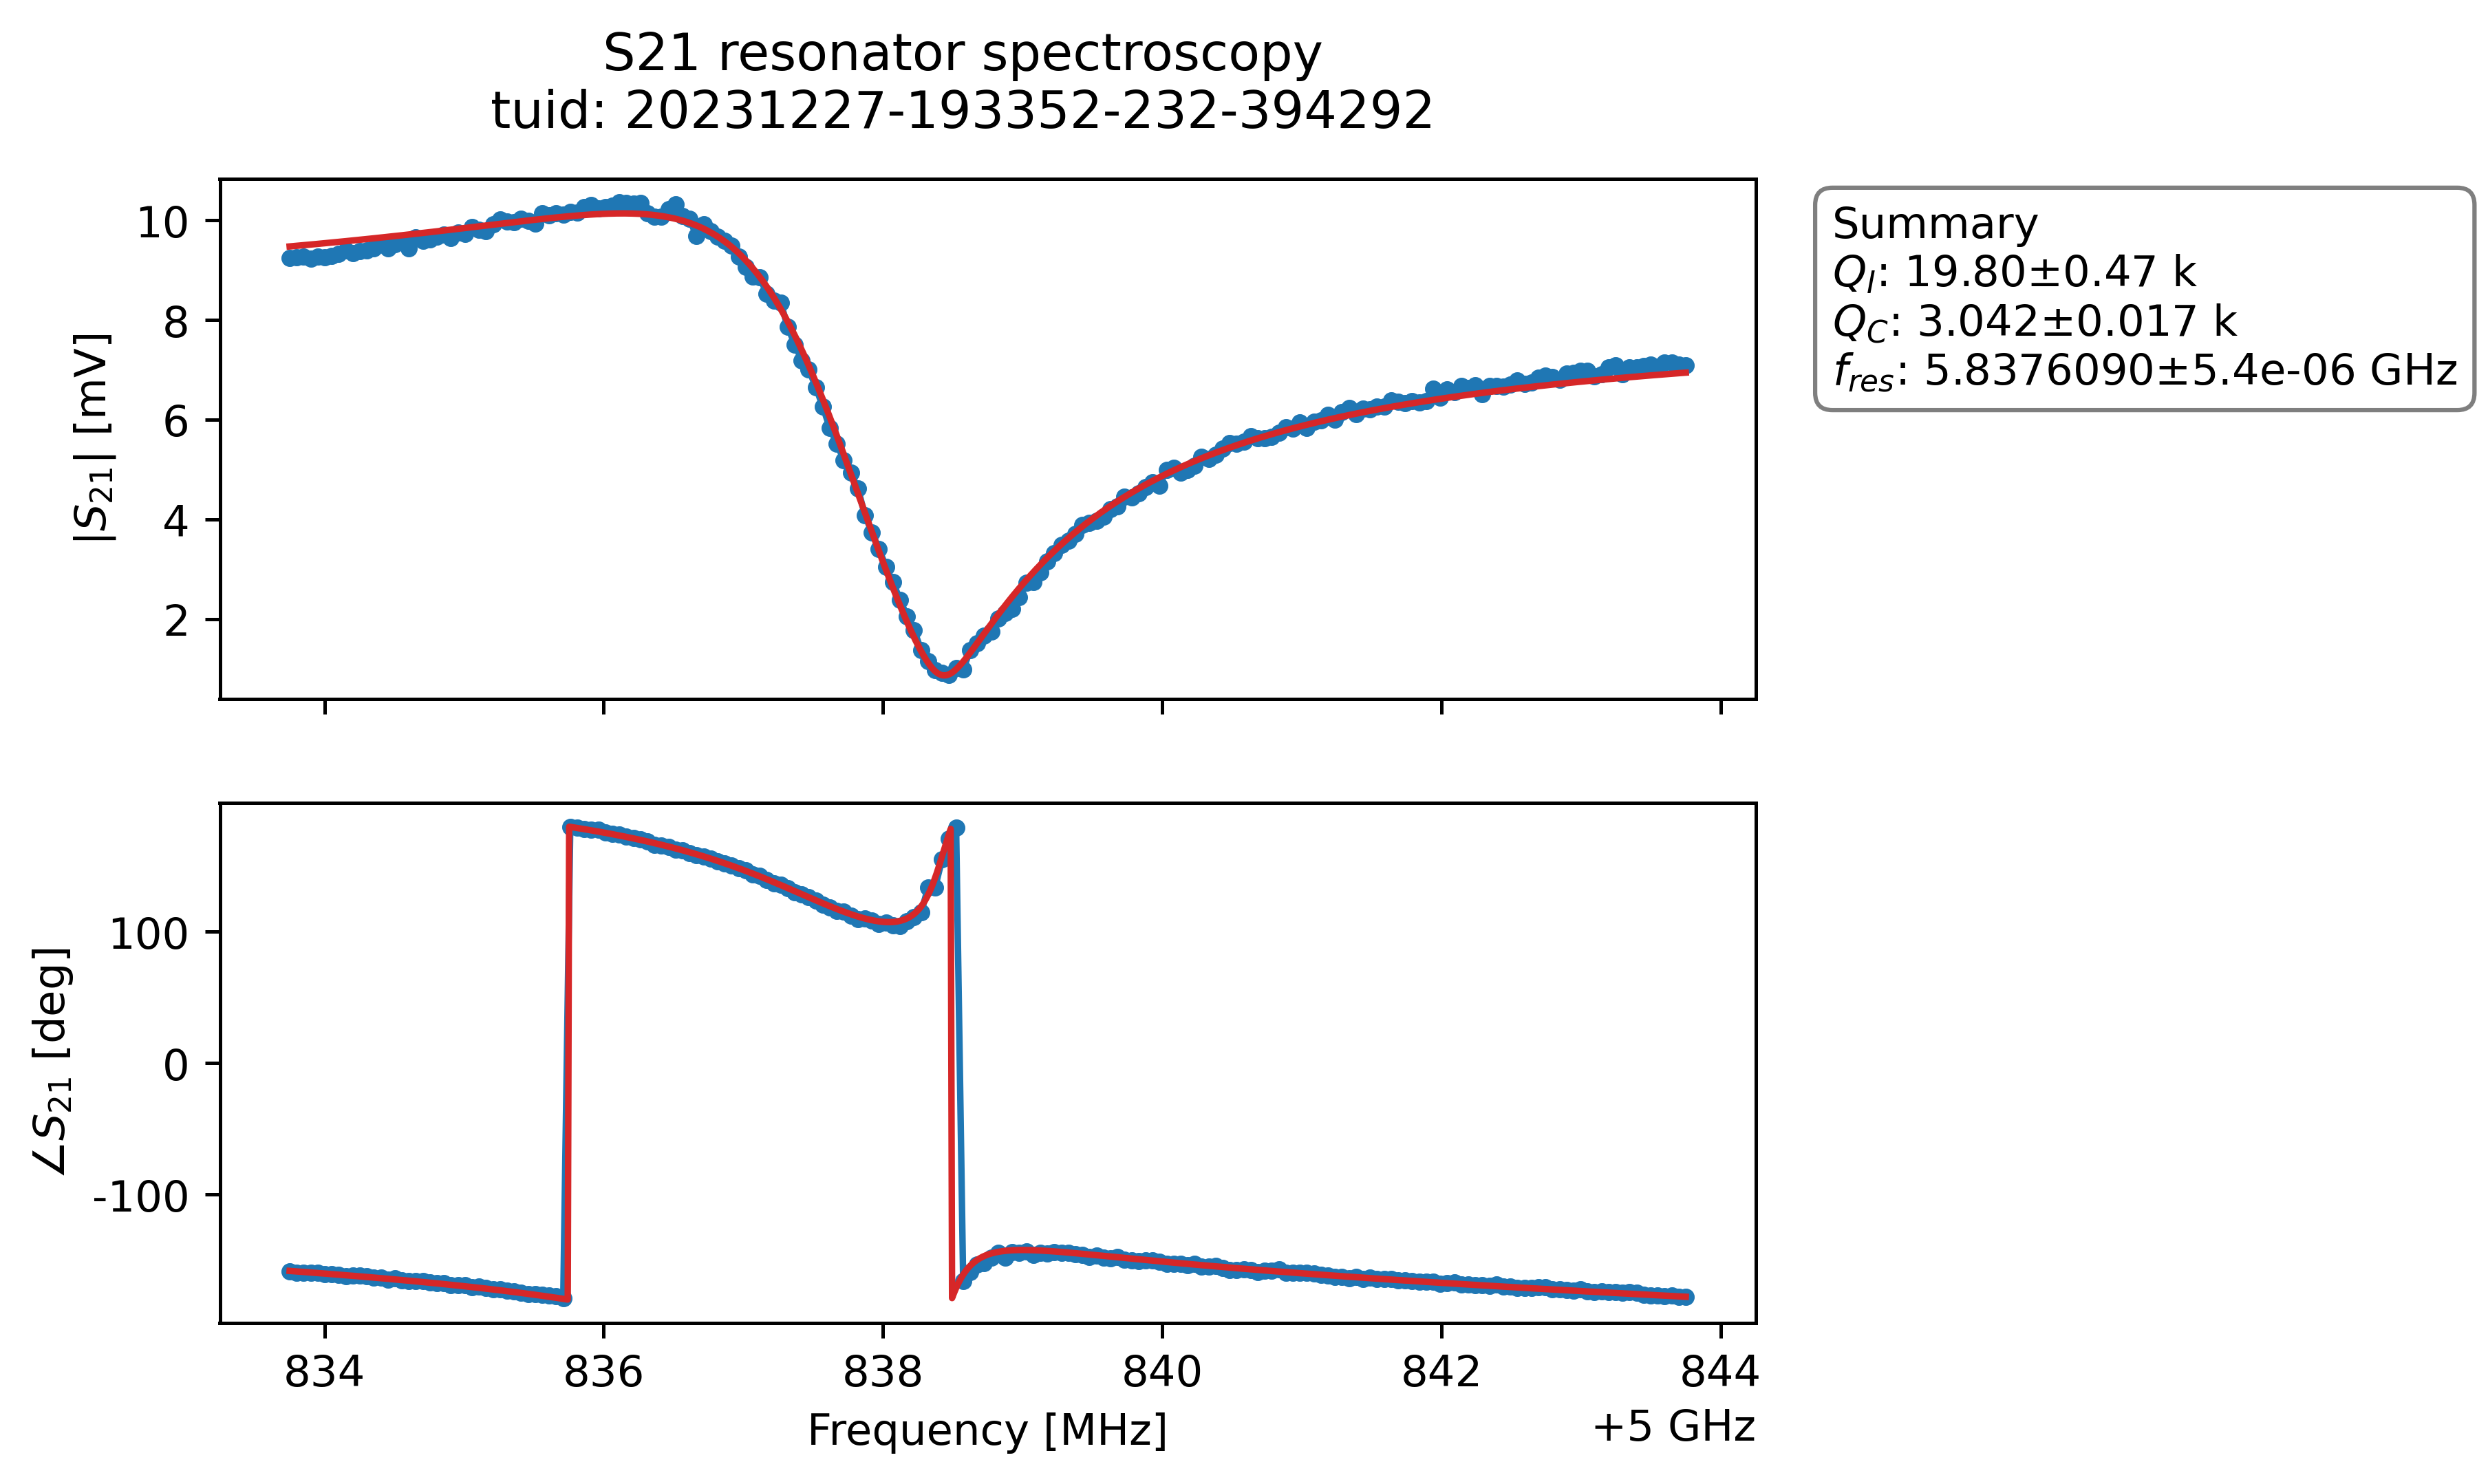 S21 resonator spectroscopy
tuid: 20231227-193352-232-394292
10
8
6
4
2
|S21| [mV]
Summary
QI: 19.80±0.47 k
QC: 3.042±0.017 k
fres: 5.8376090±5.4e-06 GHz
100
0
-100
∠S21 [deg]
834 836 838 840 842 844
Frequency [MHz]
+5 GHz